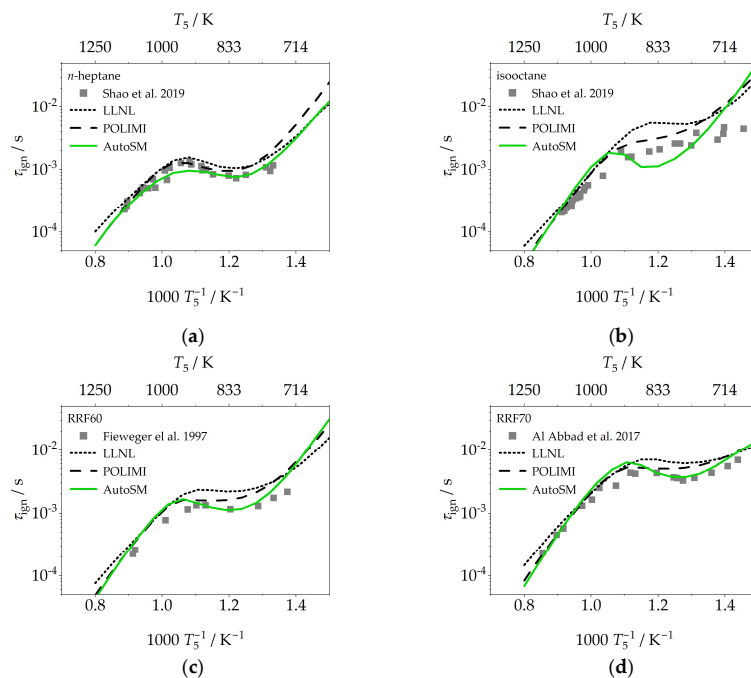 T5 / K
1250 1000 833 714
n-heptane
Shao et al. 2019
LLNL
POLIMI
AutoSM
τign / s
10⁻²
10⁻³
10⁻⁴
0.8 1.0 1.2 1.4
1000 T5⁻¹ / K⁻¹
(a)
T5 / K
1250 1000 833 714
isooctane
Shao et al. 2019
LLNL
POLIMI
AutoSM
τign / s
10⁻²
10⁻³
10⁻⁴
0.8 1.0 1.2 1.4
1000 T5⁻¹ / K⁻¹
(b)
T5 / K
1250 1000 833 714
RRF60
Fieweger el al. 1997
LLNL
POLIMI
AutoSM
τign / s
10⁻²
10⁻³
10⁻⁴
0.8 1.0 1.2 1.4
1000 T5⁻¹ / K⁻¹
(c)
T5 / K
1250 1000 833 714
RRF70
Al Abbad et al. 2017
LLNL
POLIMI
AutoSM
τign / s
10⁻²
10⁻³
10⁻⁴
0.8 1.0 1.2 1.4
1000 T5⁻¹ / K⁻¹
(d)